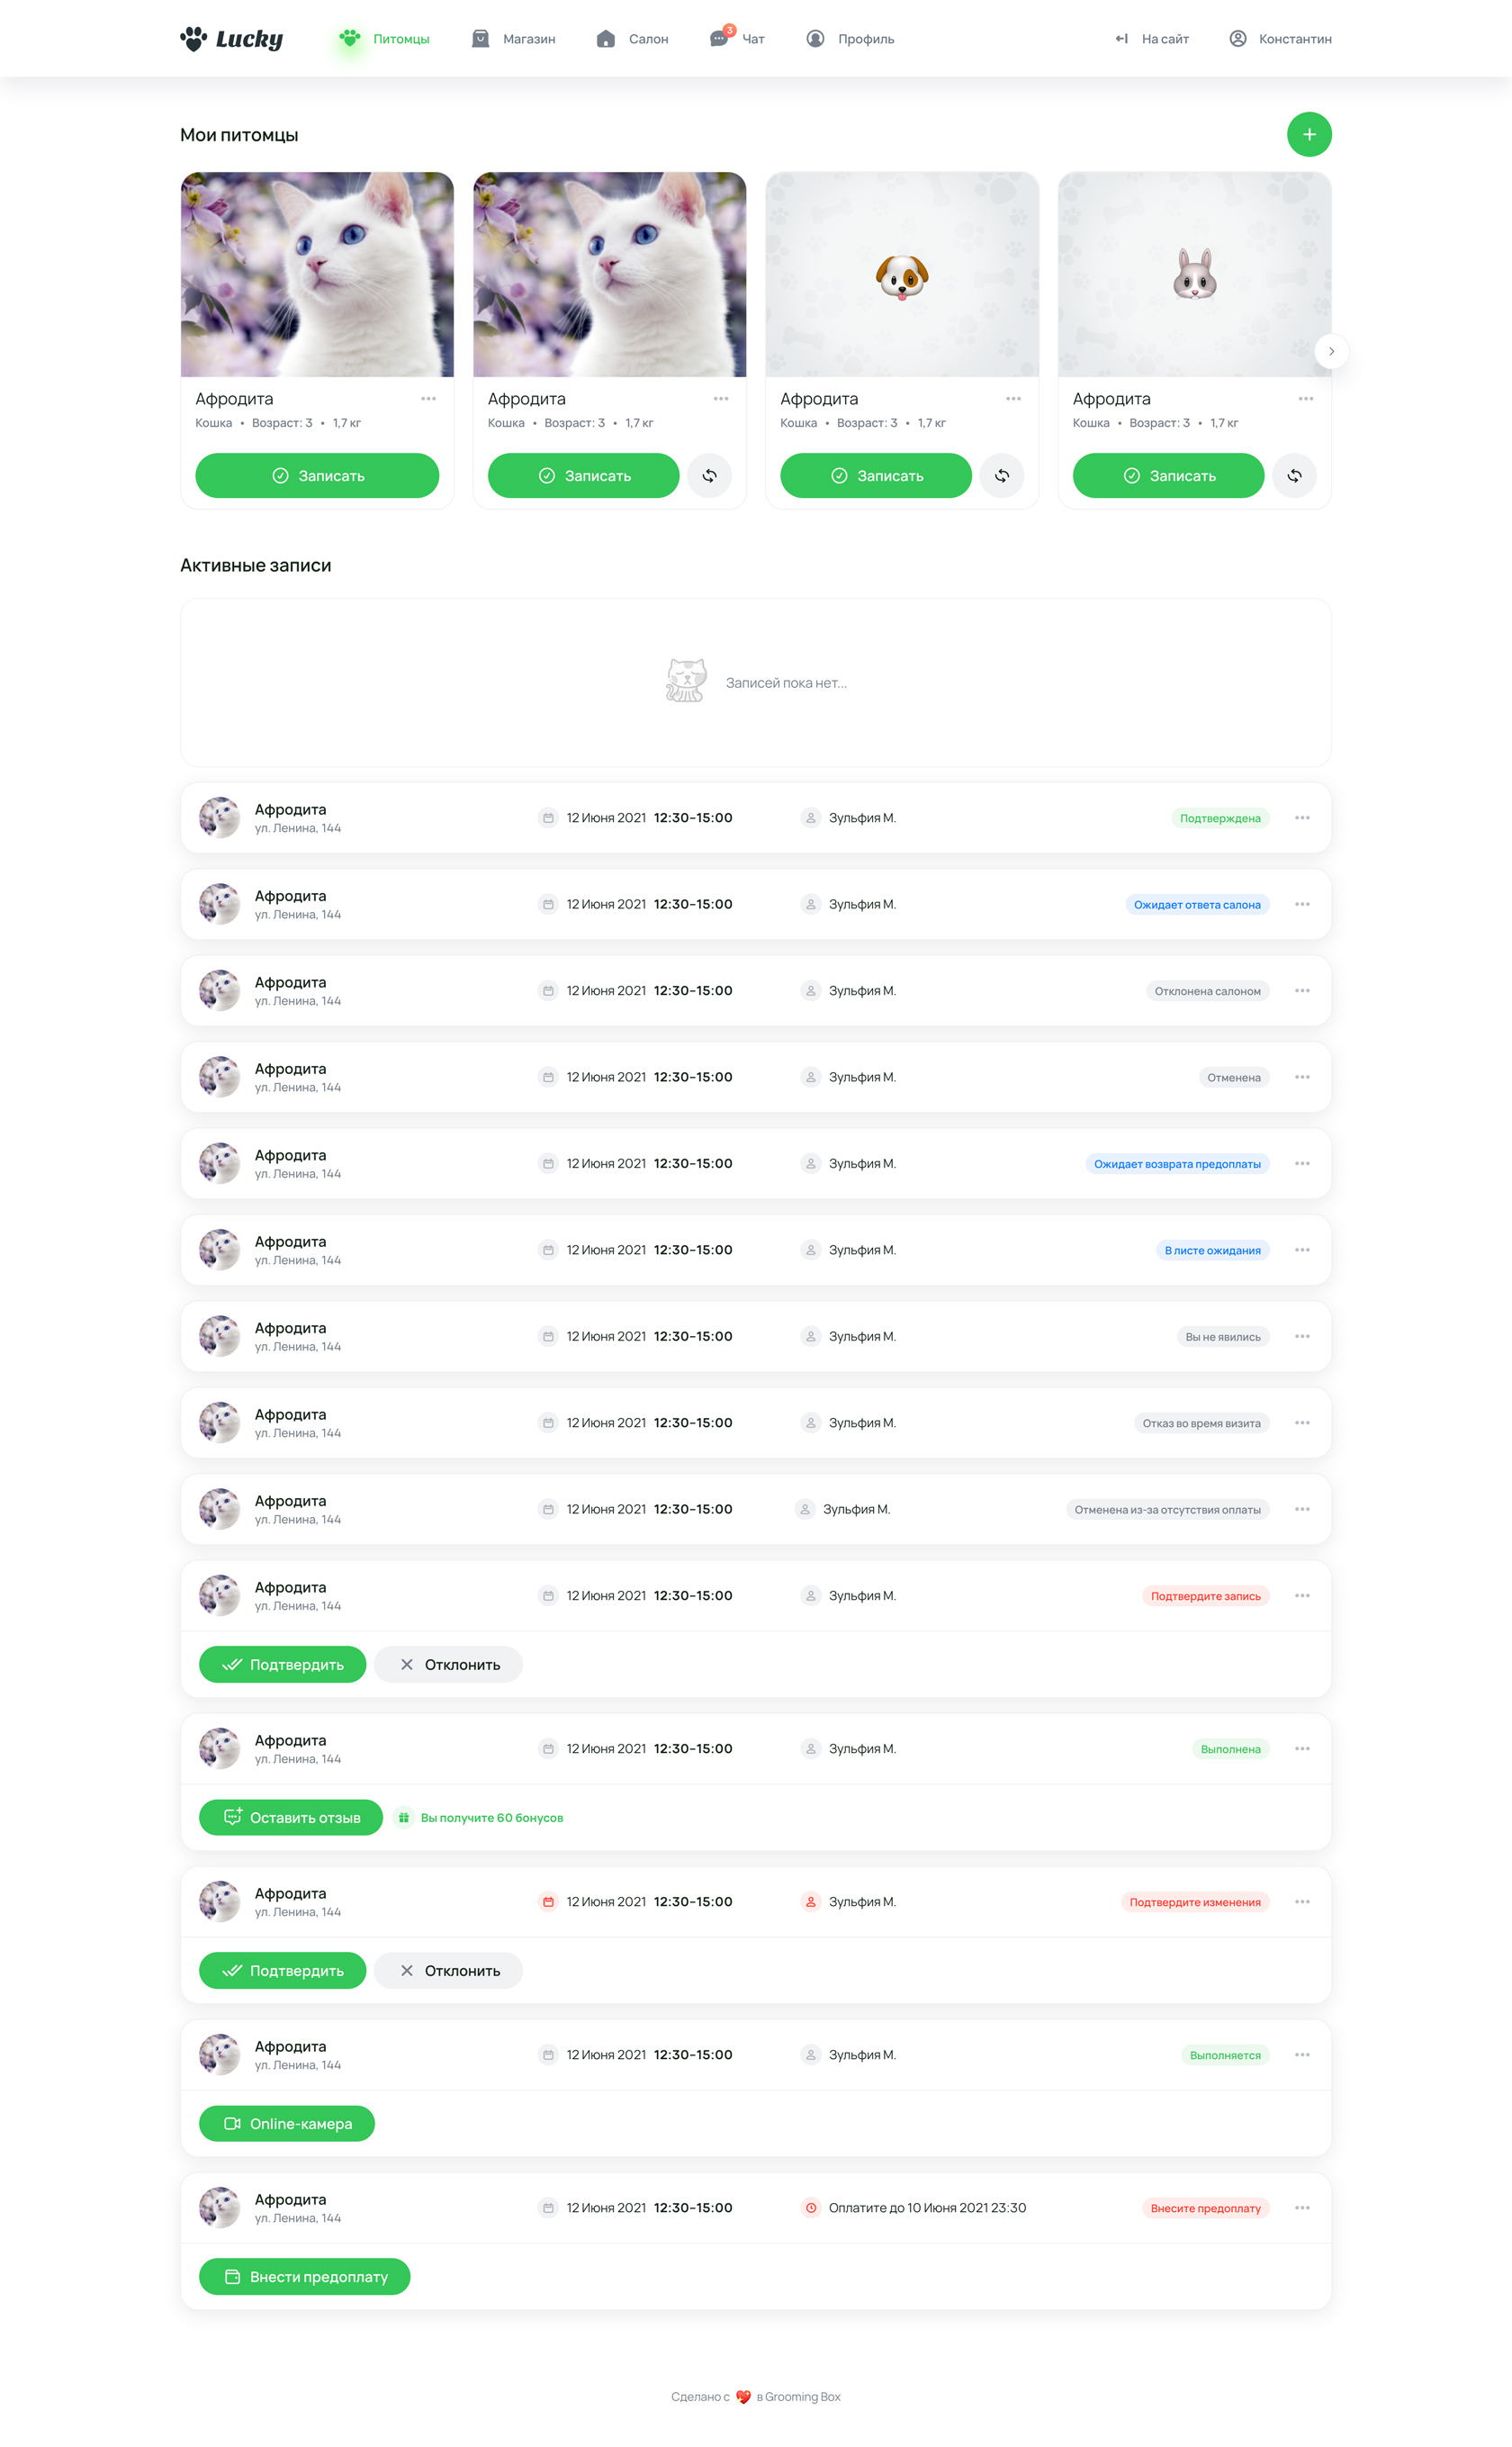 Lucky Питомцы Магазин Салон 3 Чат Профиль На сайт Константин
Мои питомцы
Афродита
Кошка • Возраст: 3 • 1,7 кг
Записать
Афродита
Кошка • Возраст: 3 • 1,7 кг
Записать
Афродита
Кошка • Возраст: 3 • 1,7 кг
Записать
Афродита
Кошка • Возраст: 3 • 1,7 кг
Записать
Активные записи
Записей пока нет...
Афродита
ул. Ленина, 144
12 Июня 2021 12:30–15:00 Зульфия М. Подтверждена
Афродита
ул. Ленина, 144
12 Июня 2021 12:30–15:00 Зульфия М. Ожидает ответа салона
Афродита
ул. Ленина, 144
12 Июня 2021 12:30–15:00 Зульфия М. Отклонена салоном
Афродита
ул. Ленина, 144
12 Июня 2021 12:30–15:00 Зульфия М. Отменена
Афродита
ул. Ленина, 144
12 Июня 2021 12:30–15:00 Зульфия М. Ожидает возврата предоплаты
Афродита
ул. Ленина, 144
12 Июня 2021 12:30–15:00 Зульфия М. В листе ожидания
Афродита
ул. Ленина, 144
12 Июня 2021 12:30–15:00 Зульфия М. Вы не явились
Афродита
ул. Ленина, 144
12 Июня 2021 12:30–15:00 Зульфия М. Отказ во время визита
Афродита
ул. Ленина, 144
12 Июня 2021 12:30–15:00 Зульфия М. Отменена из-за отсутствия оплаты
Афродита
ул. Ленина, 144
12 Июня 2021 12:30–15:00 Зульфия М. Подтвердите запись
Подтвердить Отклонить
Афродита
ул. Ленина, 144
12 Июня 2021 12:30–15:00 Зульфия М. Выполнена
Оставить отзыв Вы получите 60 бонусов
Афродита
ул. Ленина, 144
12 Июня 2021 12:30–15:00 Зульфия М. Подтвердите изменения
Подтвердить Отклонить
Афродита
ул. Ленина, 144
12 Июня 2021 12:30–15:00 Зульфия М. Выполняется
Online-камера
Афродита
ул. Ленина, 144
12 Июня 2021 12:30–15:00 Оплатите до 10 Июня 2021 23:30 Внесите предоплату
Внести предоплату
Сделано с ❤️ в Grooming Box